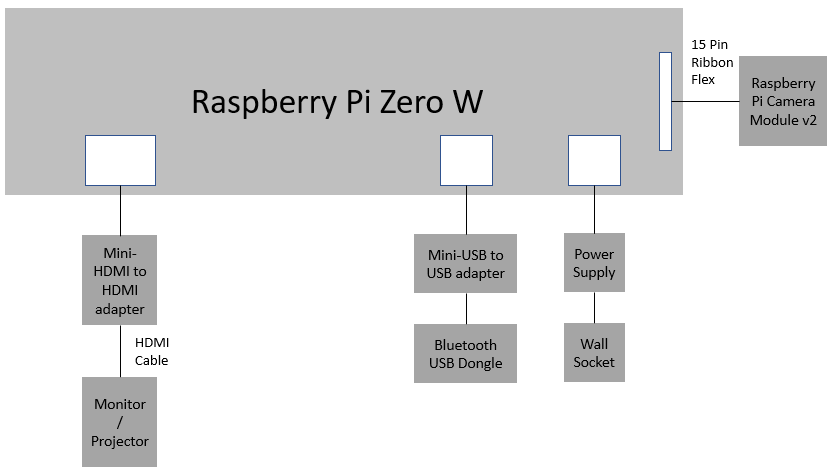 15 Pin
Ribbon
Flex
Raspberry
Pi Camera
Module v2
Raspberry Pi Zero W
Mini-
HDMI to
HDMI
adapter
Mini-USB to
USB adapter
Power
Supply
HDMI
Cable
Bluetooth
USB Dongle
Wall
Socket
Monitor
/
Projector